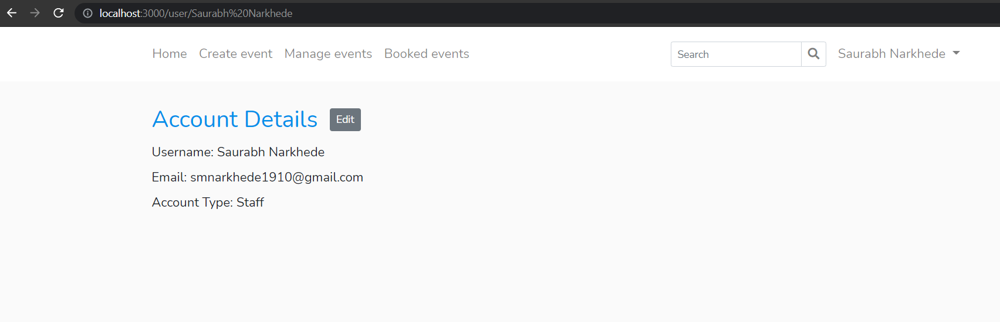 localhost:3000/user/Saurabh%20Narkhede
Home Create event Manage events Booked events Search Saurabh Narkhede
Account Details Edit
Username: Saurabh Narkhede
Email: smnarkhede1910@gmail.com
Account Type: Staff